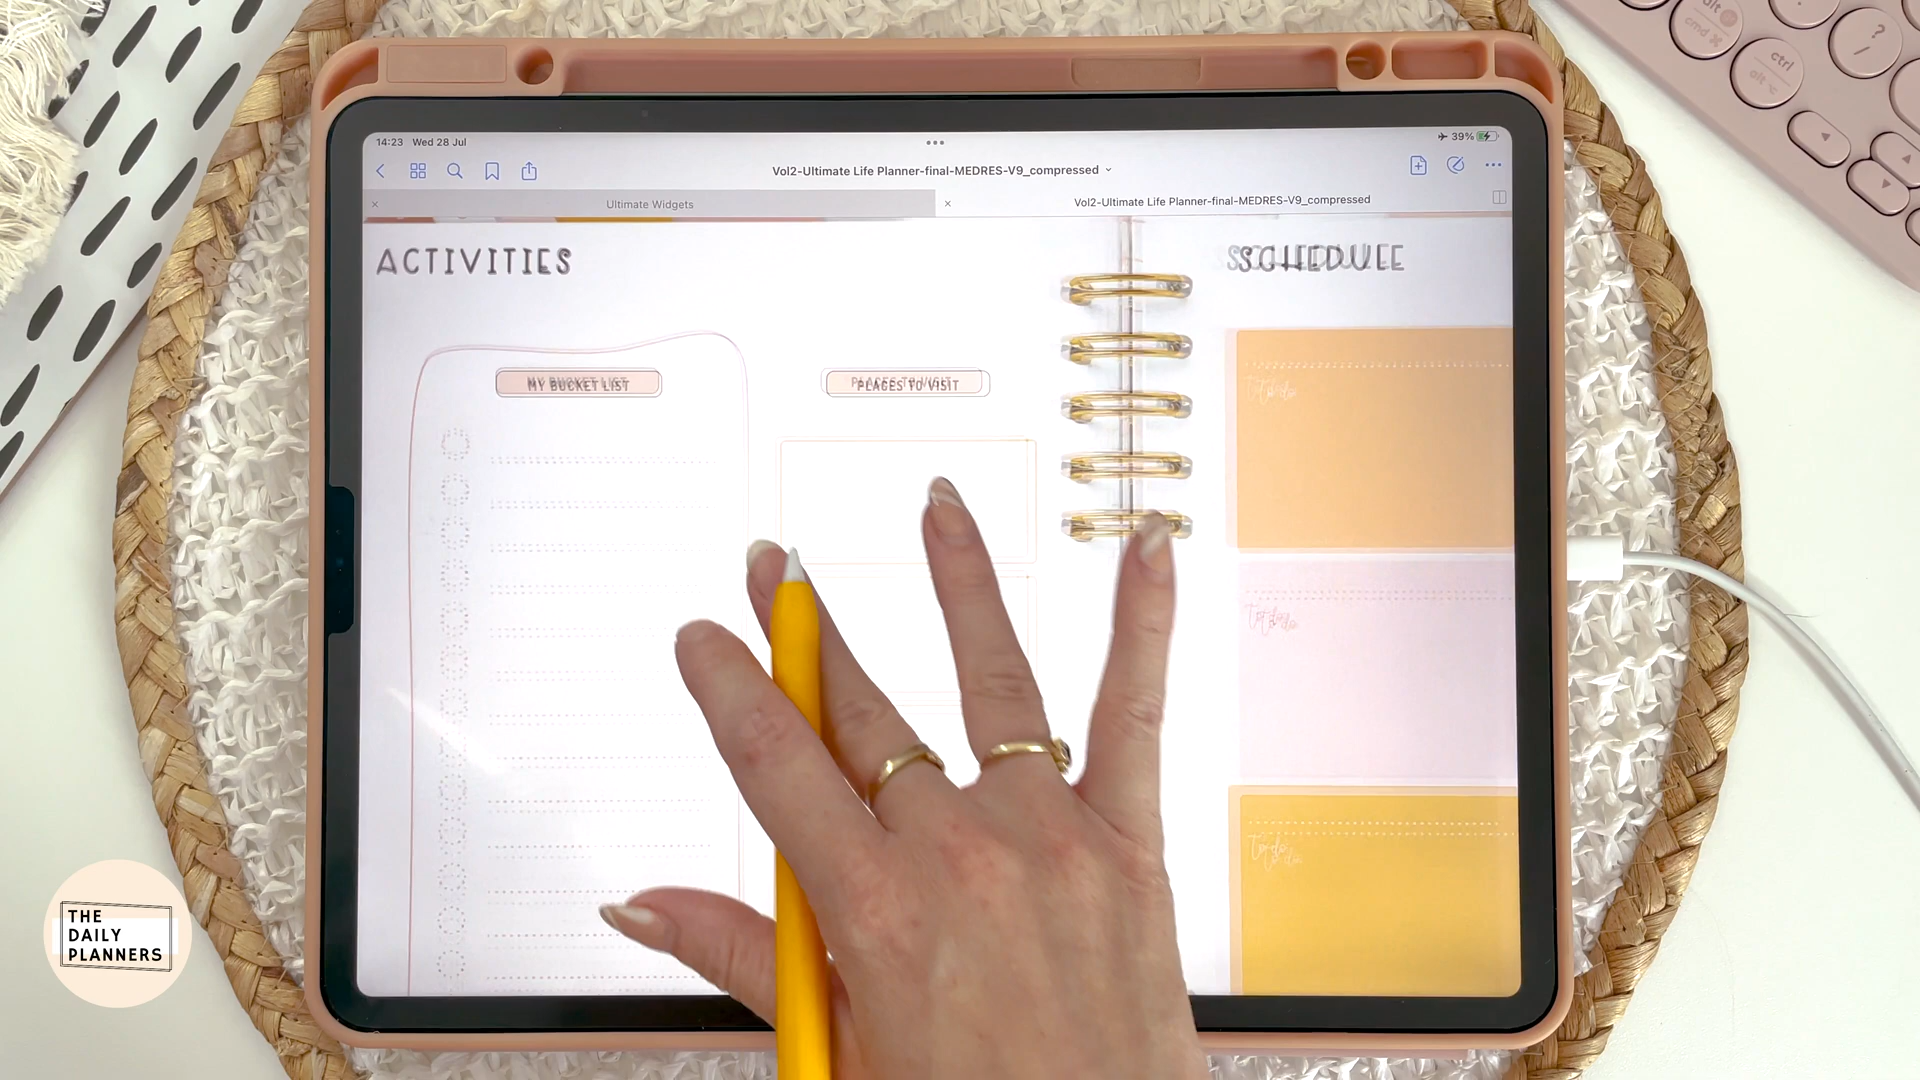 alt
cmd ⌘
ctrl
alt ⌥
?
/
14:23 Wed 28 Jul
39%
Vol2-Ultimate Life Planner-final-MEDRES-V9_compressed
Ultimate Widgets
Vol2-Ultimate Life Planner-final-MEDRES-V9_compressed
ACTIVITIES
SCHEDULE
MY BUCKET LIST
PLACES TO VISIT
to do
to do
to do
THE
DAILY
PLANNERS